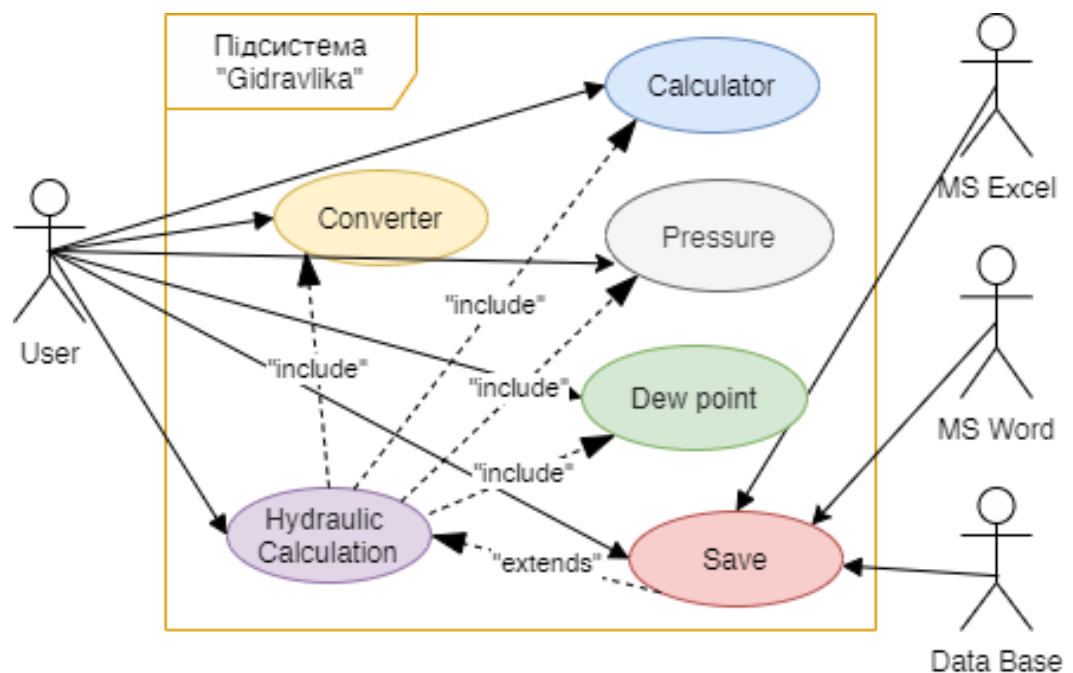 Підсистема
"Gidravlika"
Calculator
MS Excel
Converter
Pressure
"include"
User
"include"
"include"
Dew point
MS Word
"include"
Hydraulic
Calculation
"extends"
Save
Data Base